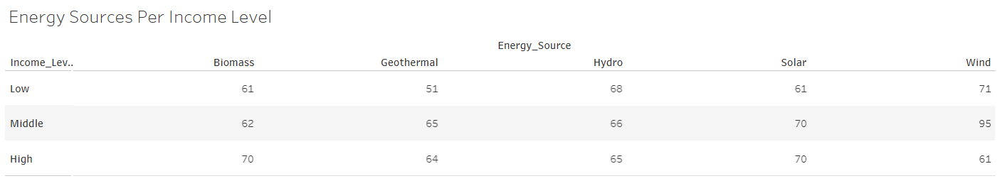 Energy Sources Per Income Level
Energy_Source
Income_Lev.. Biomass Geothermal Hydro Solar Wind
Low 61 51 68 61 71
Middle 62 65 66 70 95
High 70 64 65 70 61